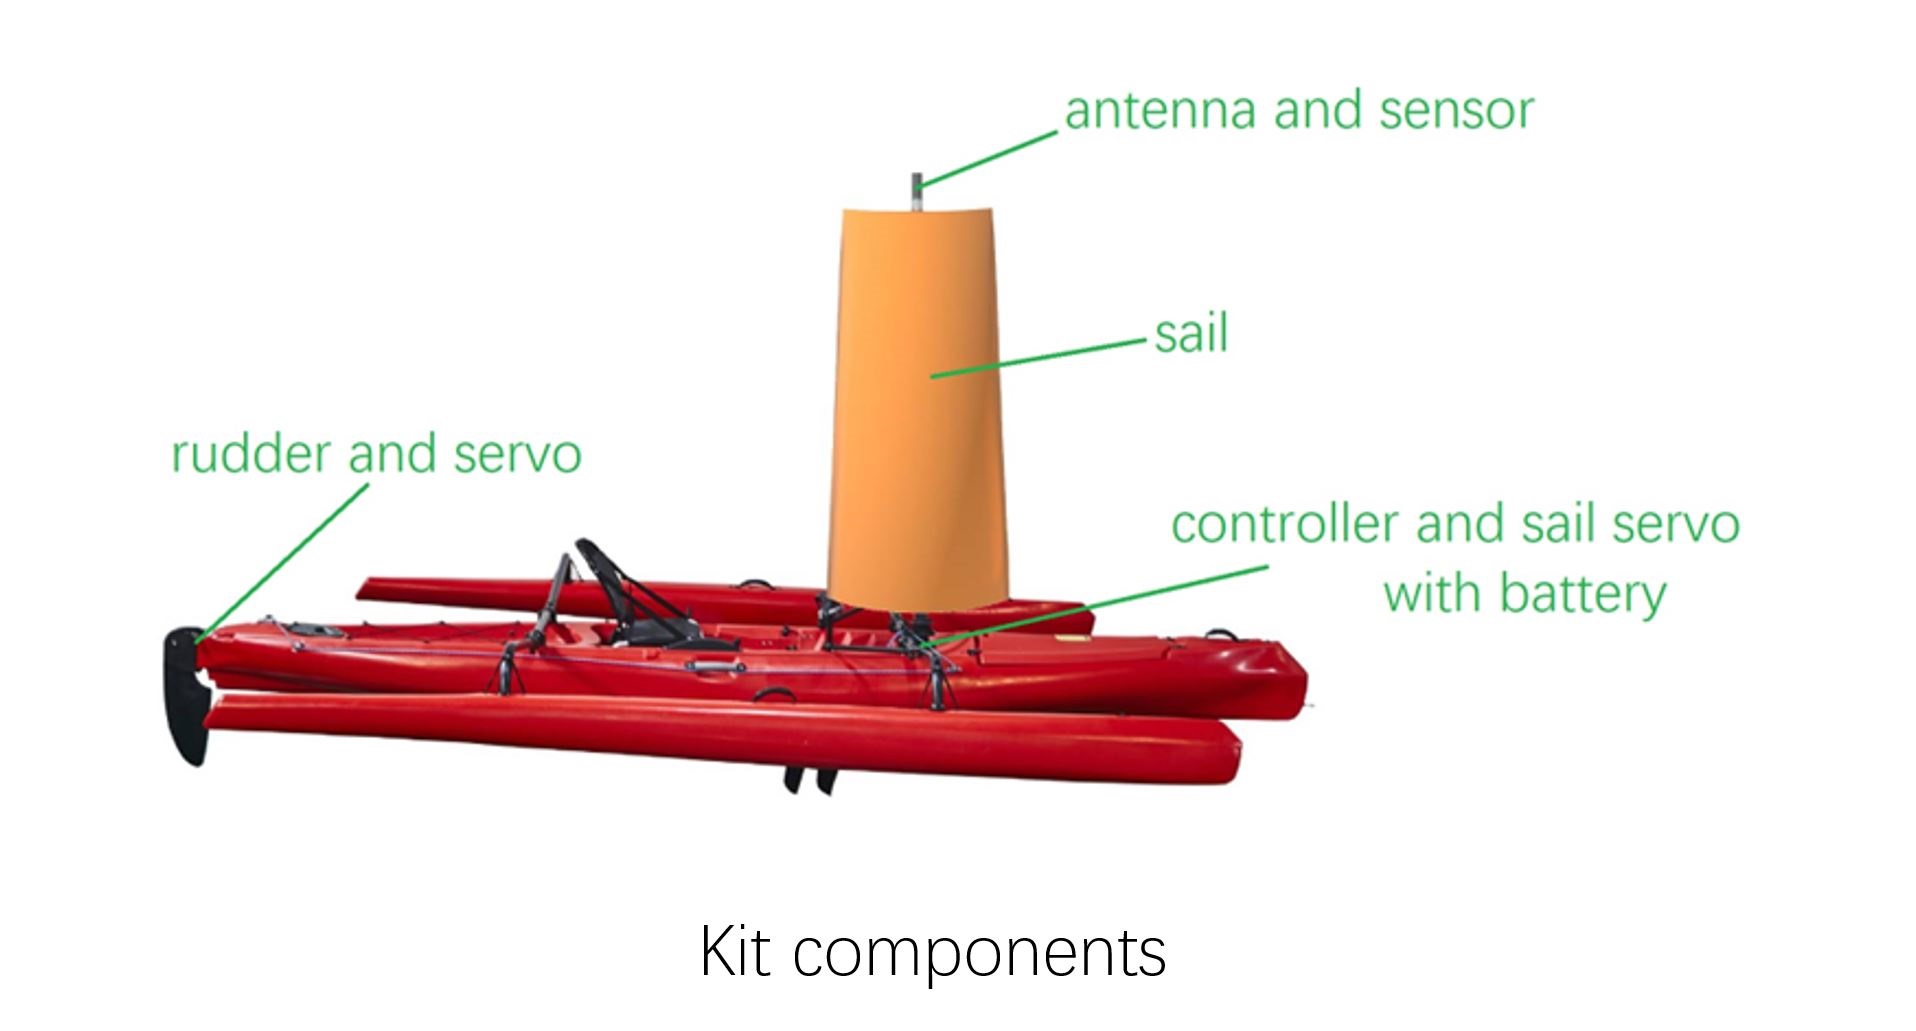 antenna and sensor
sail
rudder and servo
controller and sail servo
with battery
Kit components